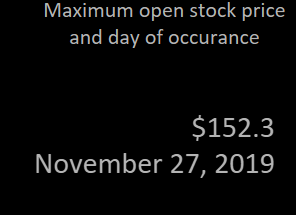 Maximum open stock price
and day of occurance
$152.3
November 27, 2019